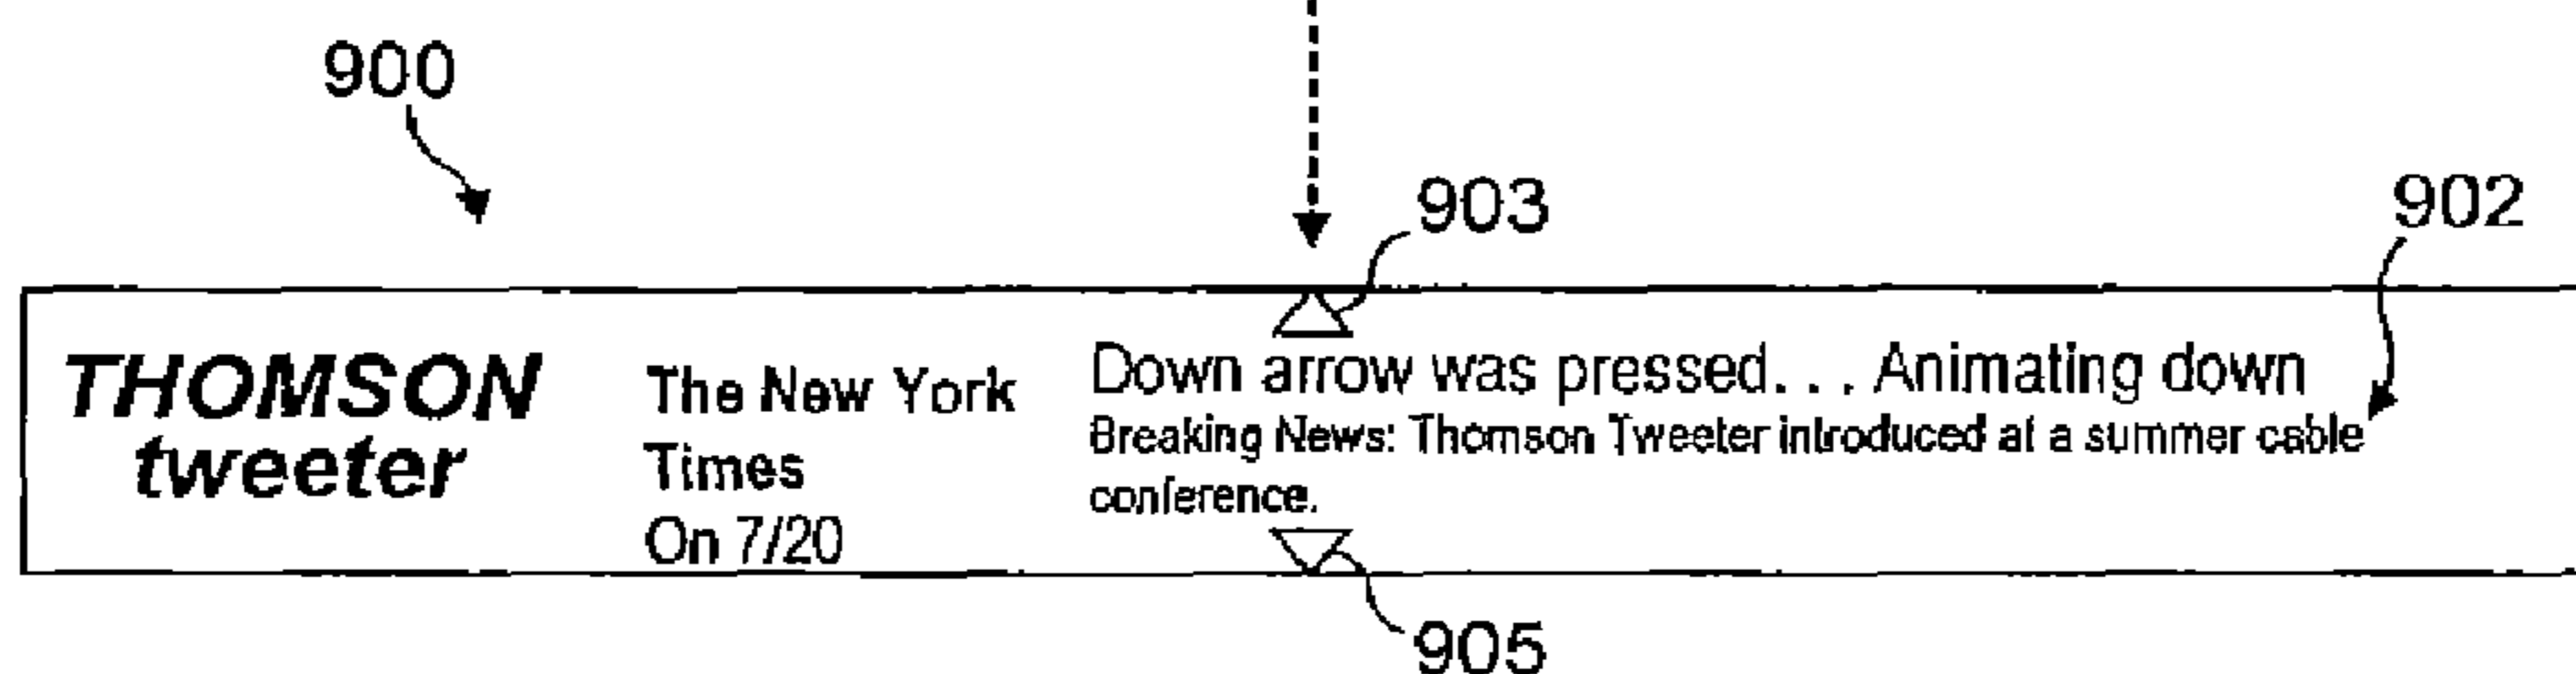 900
903
902
THOMSON
tweeter
The New York
Times
On 7/20
Down arrow was pressed. . . Animating down
Breaking News: Thomson Tweeter introduced at a summer cable
conference.
905